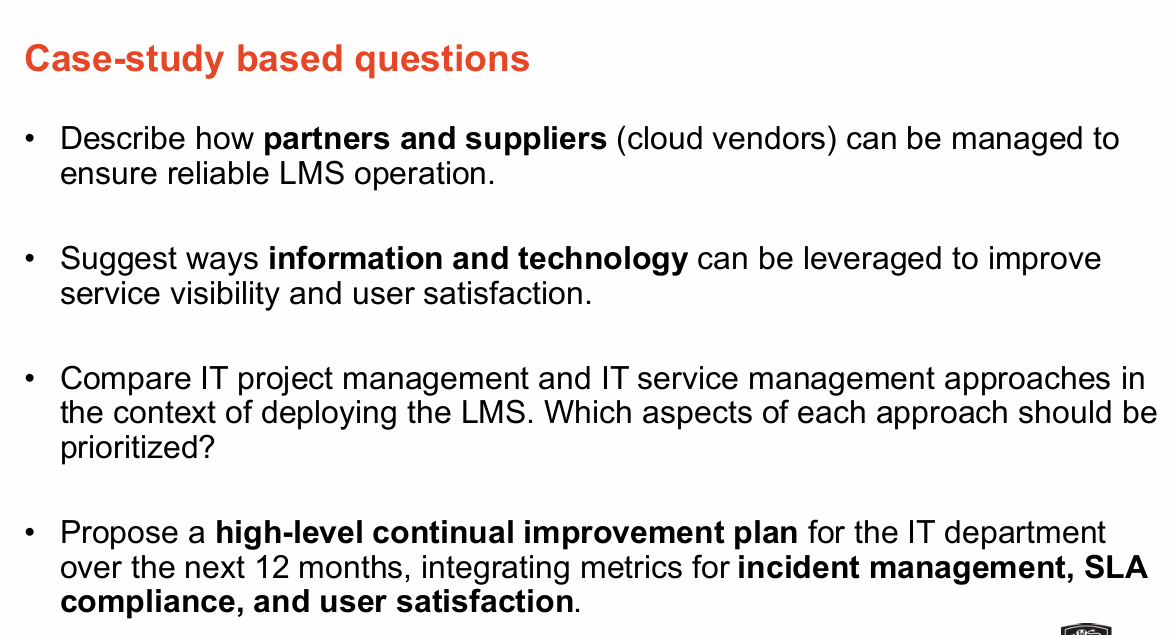 Case-study based questions
• Describe how partners and suppliers (cloud vendors) can be managed to
ensure reliable LMS operation.
• Suggest ways information and technology can be leveraged to improve
service visibility and user satisfaction.
• Compare IT project management and IT service management approaches in
the context of deploying the LMS. Which aspects of each approach should be
prioritized?
• Propose a high-level continual improvement plan for the IT department
over the next 12 months, integrating metrics for incident management, SLA
compliance, and user satisfaction.